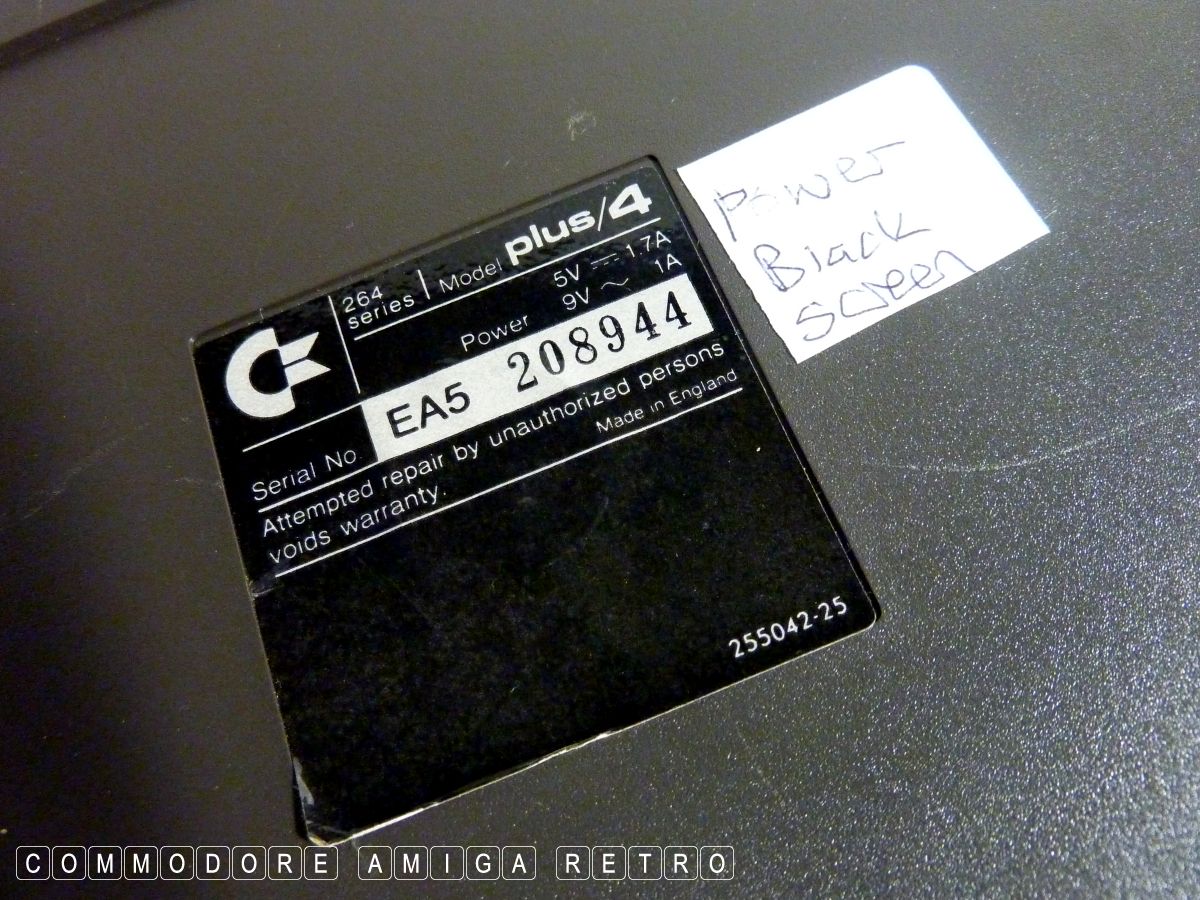 264 series | Model plus/4
Power 5V ⎓ 1.7A
9V ~ 1A
Serial No. EA5 208944
Attempted repair by unauthorized persons
voids warranty.
Made in England
255042-25
Power
Black
screen
COMMODORE AMIGA RETRO